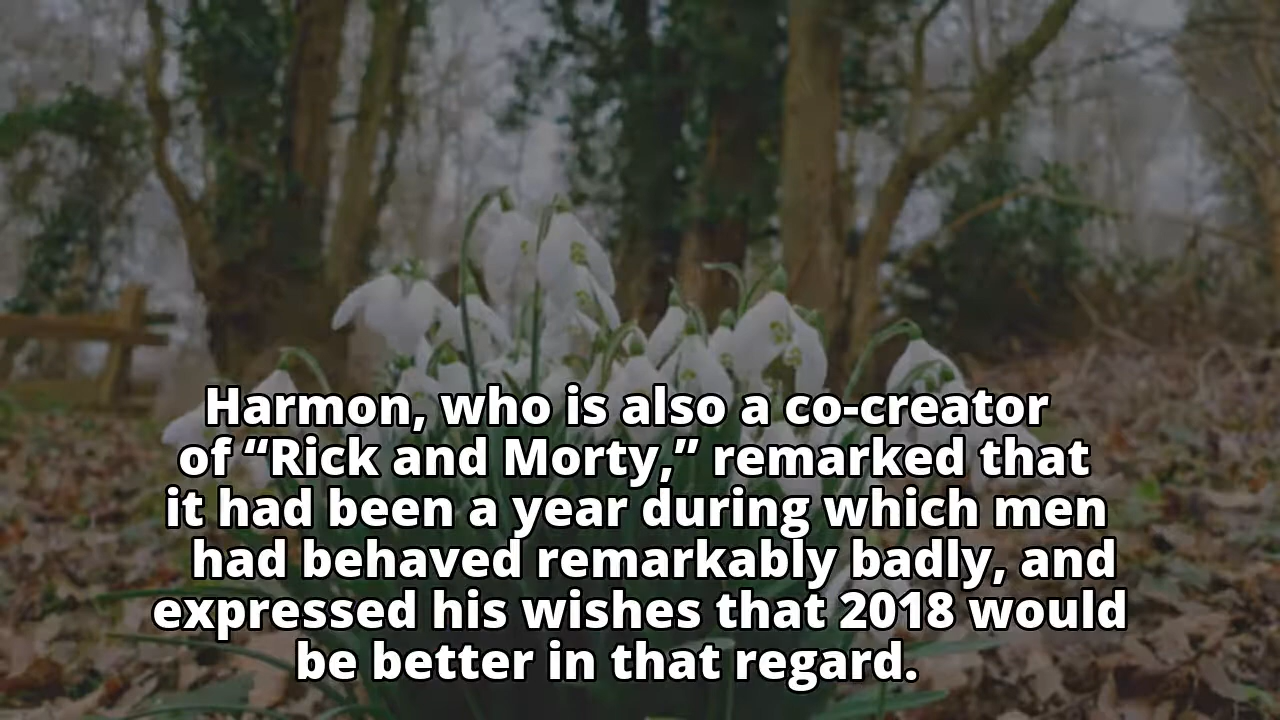 Harmon, who is also a co-creator
of “Rick and Morty,” remarked that
it had been a year during which men
had behaved remarkably badly, and
expressed his wishes that 2018 would
be better in that regard.